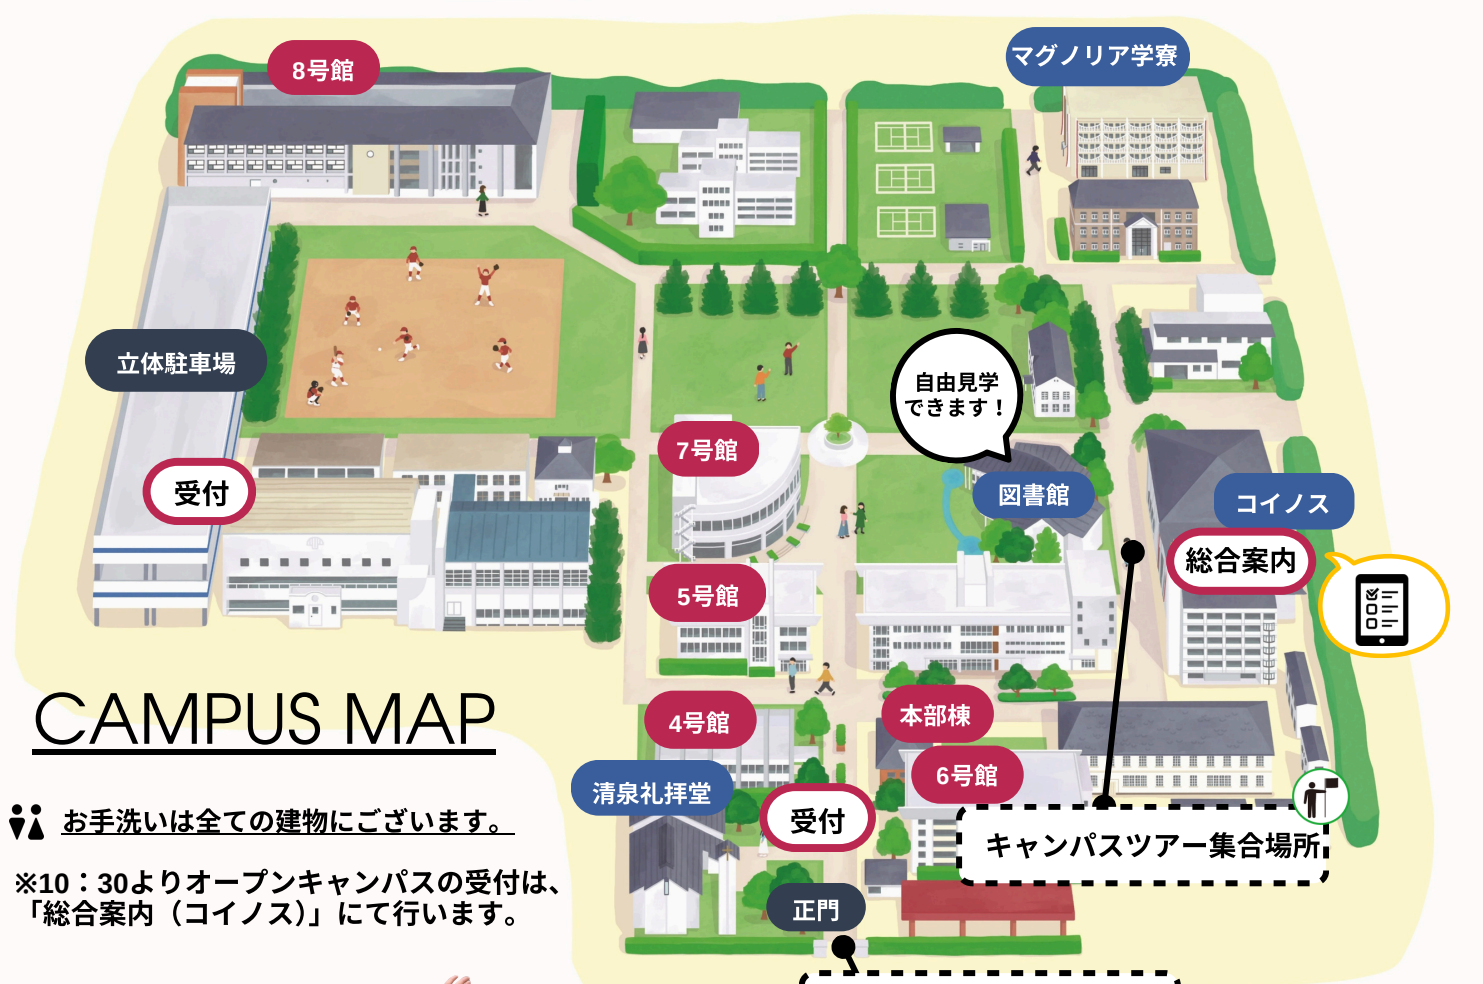 8号館
マグノリア学寮
立体駐車場
自由見学
できます！
7号館
受付
図書館
コイノス
総合案内
5号館
CAMPUS MAP
4号館
本部棟
6号館
清泉礼拝堂
受付
お手洗いは全ての建物にございます。
キャンパスツアー集合場所
※10：30よりオープンキャンパスの受付は、
「総合案内（コイノス）」にて行います。
正門